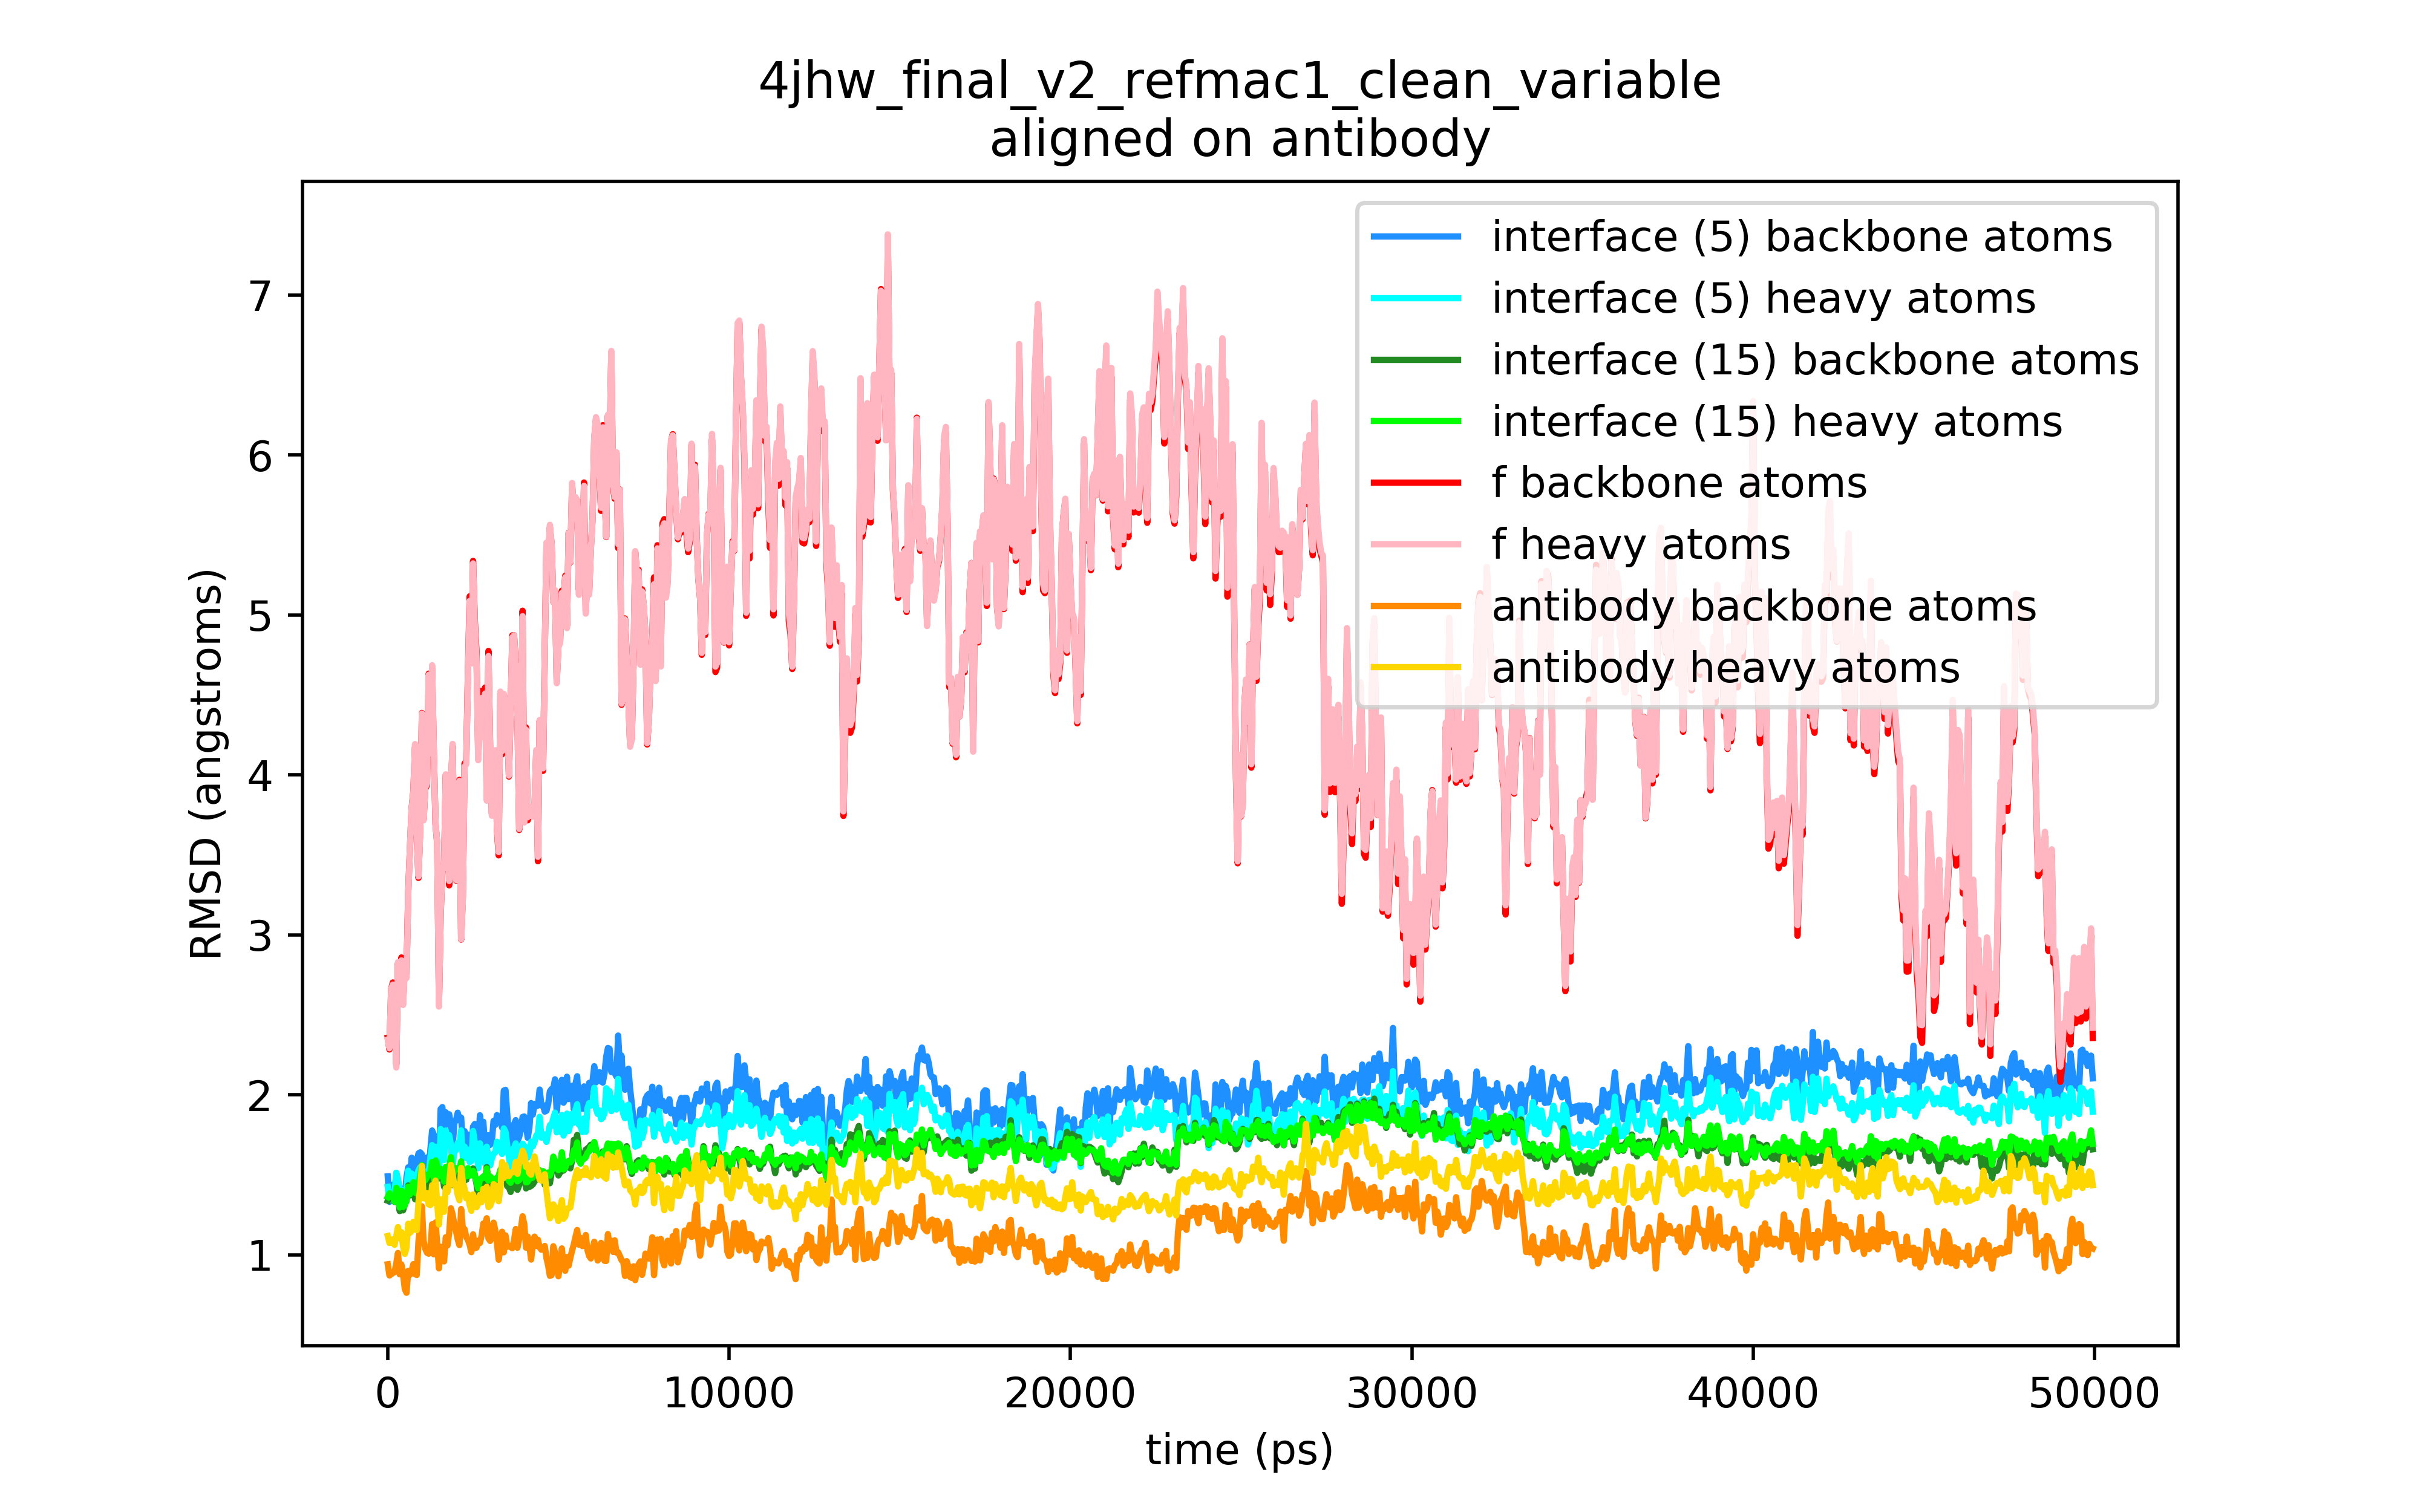 4jhw_final_v2_refmac1_clean_variable
aligned on antibody
interface (5) backbone atoms
interface (5) heavy atoms
interface (15) backbone atoms
interface (15) heavy atoms
f backbone atoms
f heavy atoms
antibody backbone atoms
antibody heavy atoms
RMSD (angstroms)
7
6
5
4
3
2
1
0 10000 20000 30000 40000 50000
time (ps)